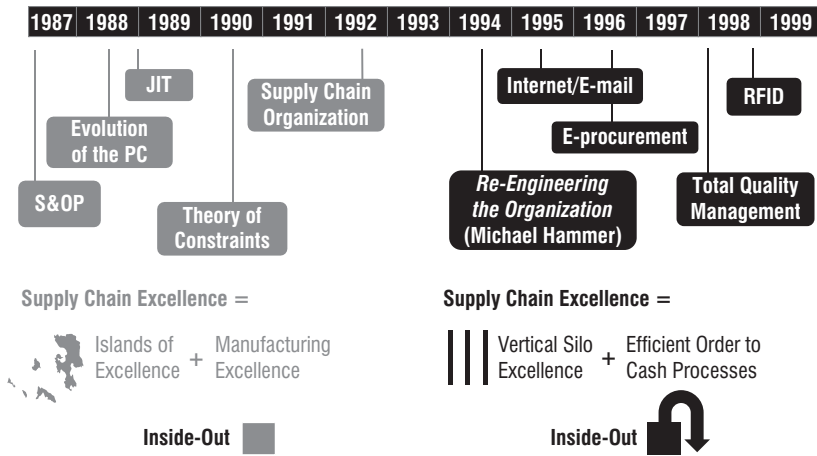 1987 1988 1989 1990 1991 1992 1993 1994 1995 1996 1997 1998 1999
JIT
Supply Chain
Organization
Internet/E-mail
RFID
Evolution
of the PC
E-procurement
S&OP
Theory of
Constraints
Re-Engineering
the Organization
(Michael Hammer)
Total Quality
Management
Supply Chain Excellence =
Islands of
Excellence
+
Manufacturing
Excellence
Inside-Out
Supply Chain Excellence =
Vertical Silo
Excellence
+
Efficient Order to
Cash Processes
Inside-Out